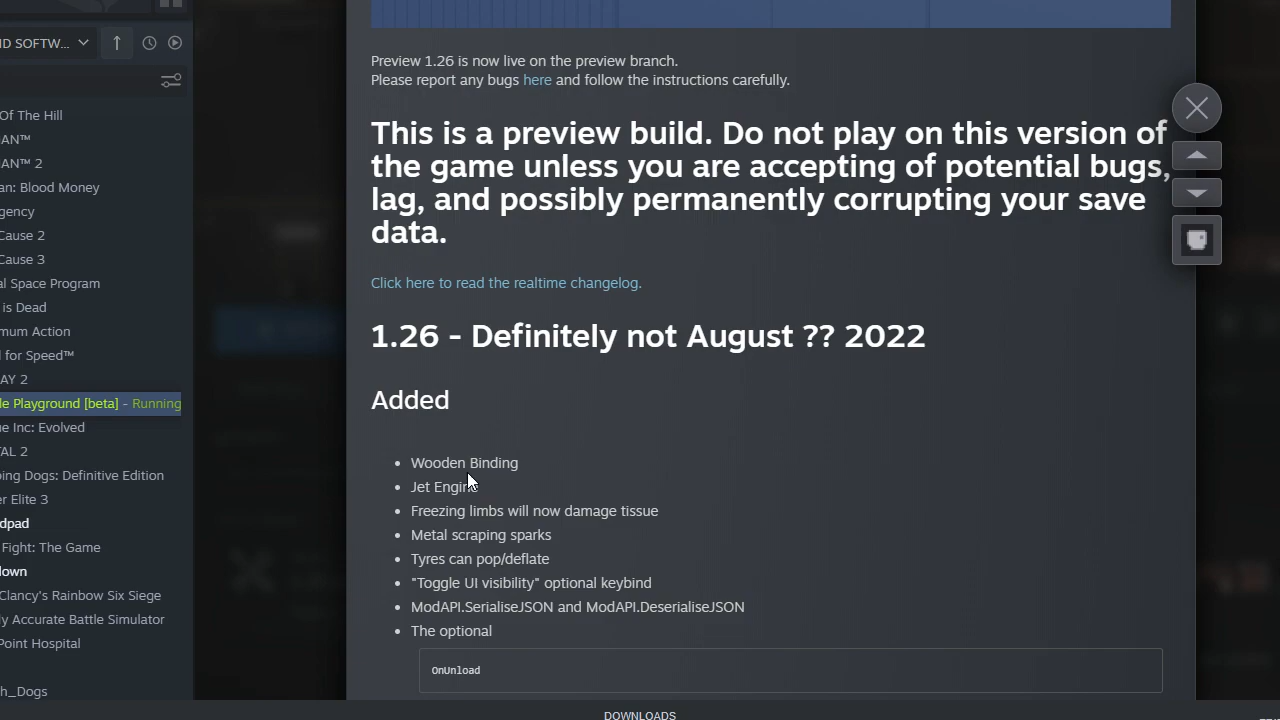 ID SOFTW...
Of The Hill
AN™
AN™ 2
an: Blood Money
gency
Cause 2
Cause 3
al Space Program
is Dead
mum Action
d for Speed™
AY 2
le Playground [beta] - Running
ue Inc: Evolved
TAL 2
ping Dogs: Definitive Edition
er Elite 3
dpad
Fight: The Game
down
Clancy's Rainbow Six Siege
ly Accurate Battle Simulator
Point Hospital
h_Dogs
Preview 1.26 is now live on the preview branch.
Please report any bugs here and follow the instructions carefully.
This is a preview build. Do not play on this version of
the game unless you are accepting of potential bugs,
lag, and possibly permanently corrupting your save
data.
Click here to read the realtime changelog.
1.26 - Definitely not August ?? 2022
Added
• Wooden Binding
• Jet Engine
• Freezing limbs will now damage tissue
• Metal scraping sparks
• Tyres can pop/deflate
• "Toggle UI visibility" optional keybind
• ModAPI.SerialiseJSON and ModAPI.DeserialiseJSON
• The optional
OnUnload
DOWNLOADS